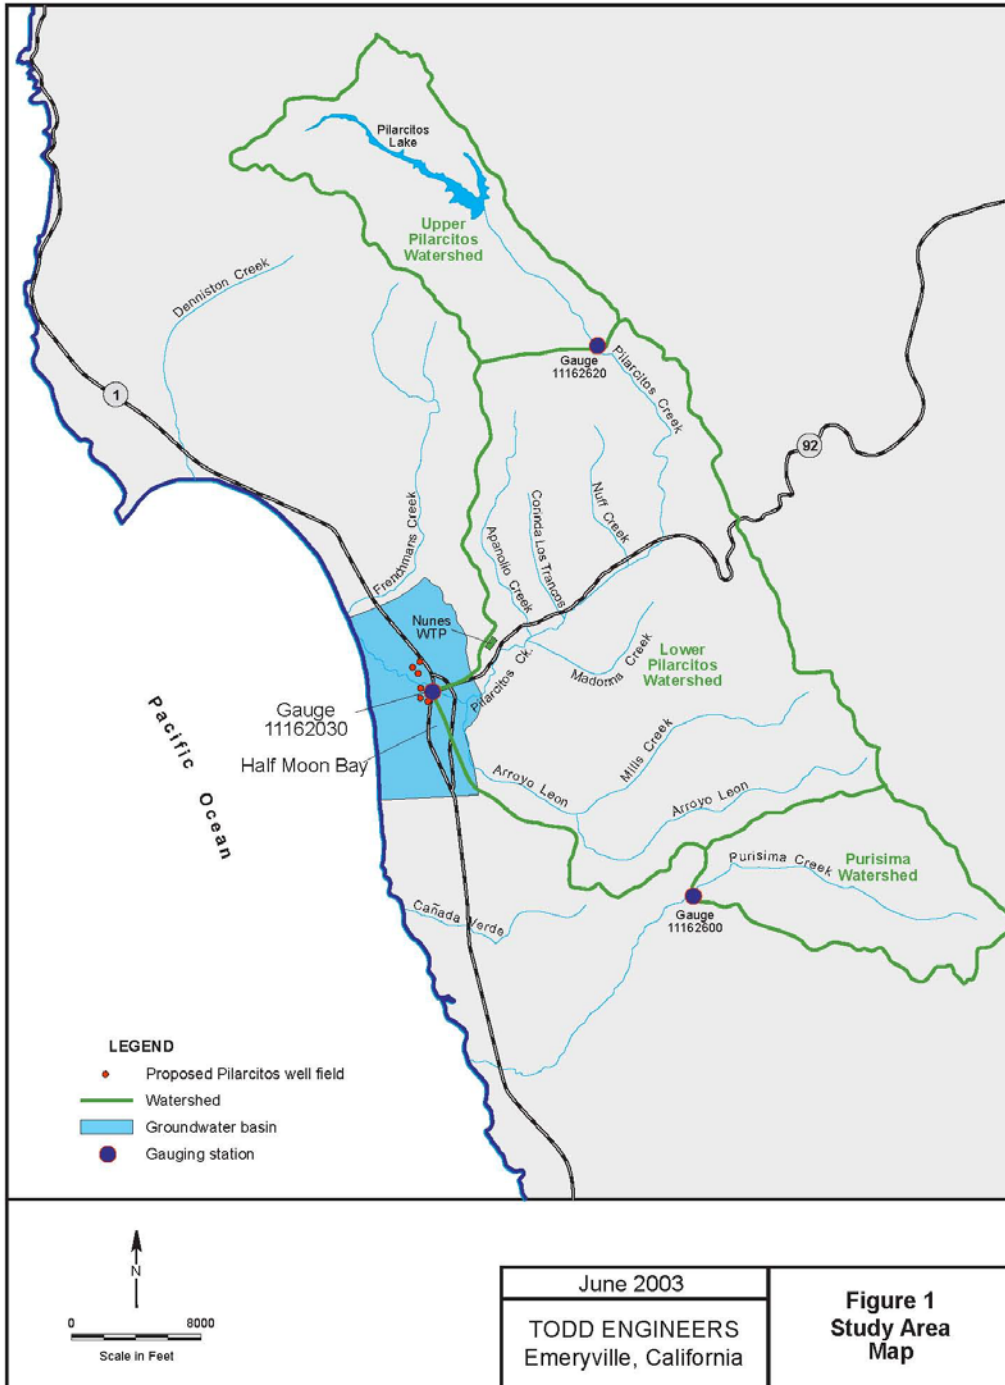 Pilarcitos
Lake
Upper
Pilarcitos
Watershed
Denniston Creek
Gauge
11162620
Pilarcitos Creek
1
92
Frenchmans Creek
Apanolio Creek
Corinda Los Trancos
Nuff Creek
Nunes
WTP
Pilarcitos Ck.
Madonna Creek
Lower
Pilarcitos
Watershed
Gauge
11162030
Half Moon Bay
Pacific Ocean
Mills Creek
Arroyo Leon
Arroyo Leon
Purisima Creek
Purisima
Watershed
Gauge
11162600
Cañada Verde
LEGEND
Proposed Pilarcitos well field
Watershed
Groundwater basin
Gauging station
N
0 8000
Scale in Feet
June 2003
TODD ENGINEERS
Emeryville, California
Figure 1
Study Area
Map